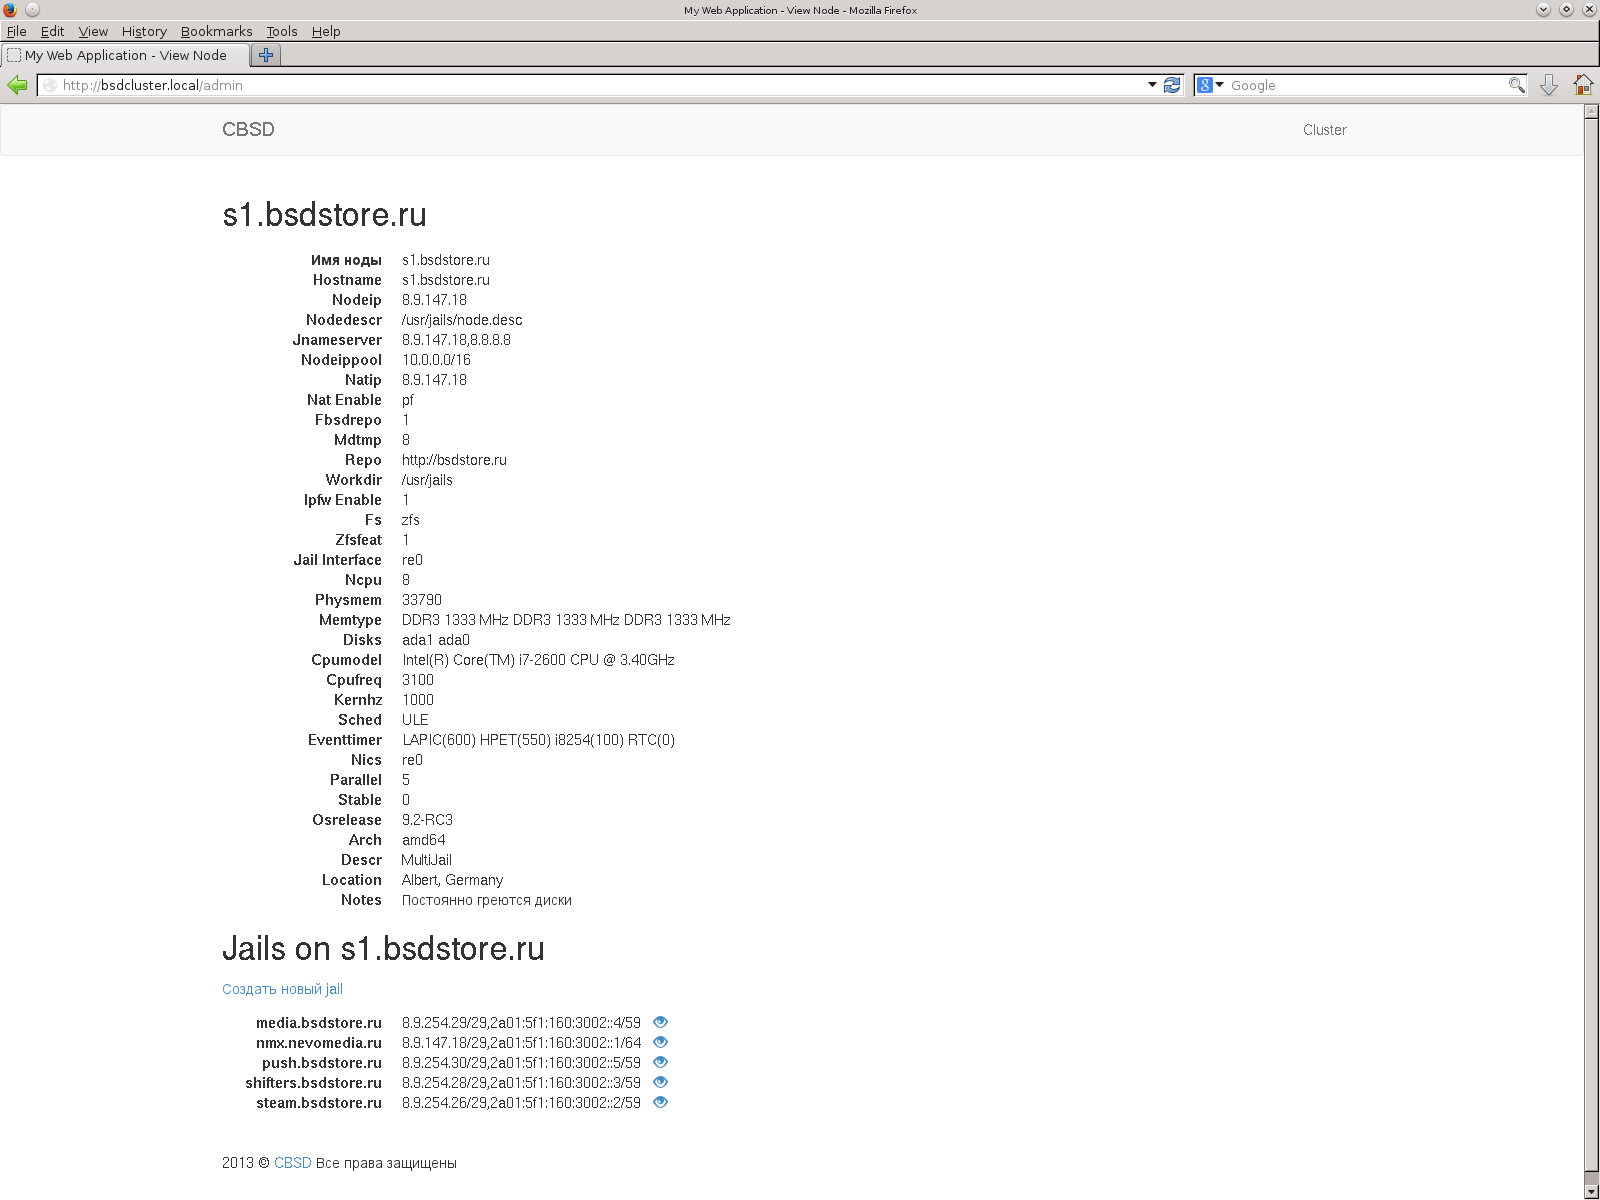 My Web Application - View Node - Mozilla Firefox
File Edit View History Bookmarks Tools Help
My Web Application - View Node
http://bsdcluster.local/admin
Google
CBSD
Cluster
s1.bsdstore.ru
Имя ноды s1.bsdstore.ru
Hostname s1.bsdstore.ru
Nodeip 8.9.147.18
Nodedescr /usr/jails/node.desc
Jnameserver 8.9.147.18,8.8.8.8
Nodeippool 10.0.0.0/16
Natip 8.9.147.18
Nat Enable pf
Fbsdrepo 1
Mdtmp 8
Repo http://bsdstore.ru
Workdir /usr/jails
Ipfw Enable 1
Fs zfs
Zfsfeat 1
Jail Interface re0
Ncpu 8
Physmem 33790
Memtype DDR3 1333 MHz DDR3 1333 MHz DDR3 1333 MHz
Disks ada1 ada0
Cpumodel Intel(R) Core(TM) i7-2600 CPU @ 3.40GHz
Cpufreq 3100
Kernhz 1000
Sched ULE
Eventtimer LAPIC(600) HPET(550) i8254(100) RTC(0)
Nics re0
Parallel 5
Stable 0
Osrelease 9.2-RC3
Arch amd64
Descr MultiJail
Location Albert, Germany
Notes Постоянно греются диски
Jails on s1.bsdstore.ru
Создать новый jail
media.bsdstore.ru 8.9.254.29/29,2a01:5f1:160:3002::4/59
nmx.nevomedia.ru 8.9.147.18/29,2a01:5f1:160:3002::1/64
push.bsdstore.ru 8.9.254.30/29,2a01:5f1:160:3002::5/59
shifters.bsdstore.ru 8.9.254.28/29,2a01:5f1:160:3002::3/59
steam.bsdstore.ru 8.9.254.26/29,2a01:5f1:160:3002::2/59
2013 © CBSD Все права защищены